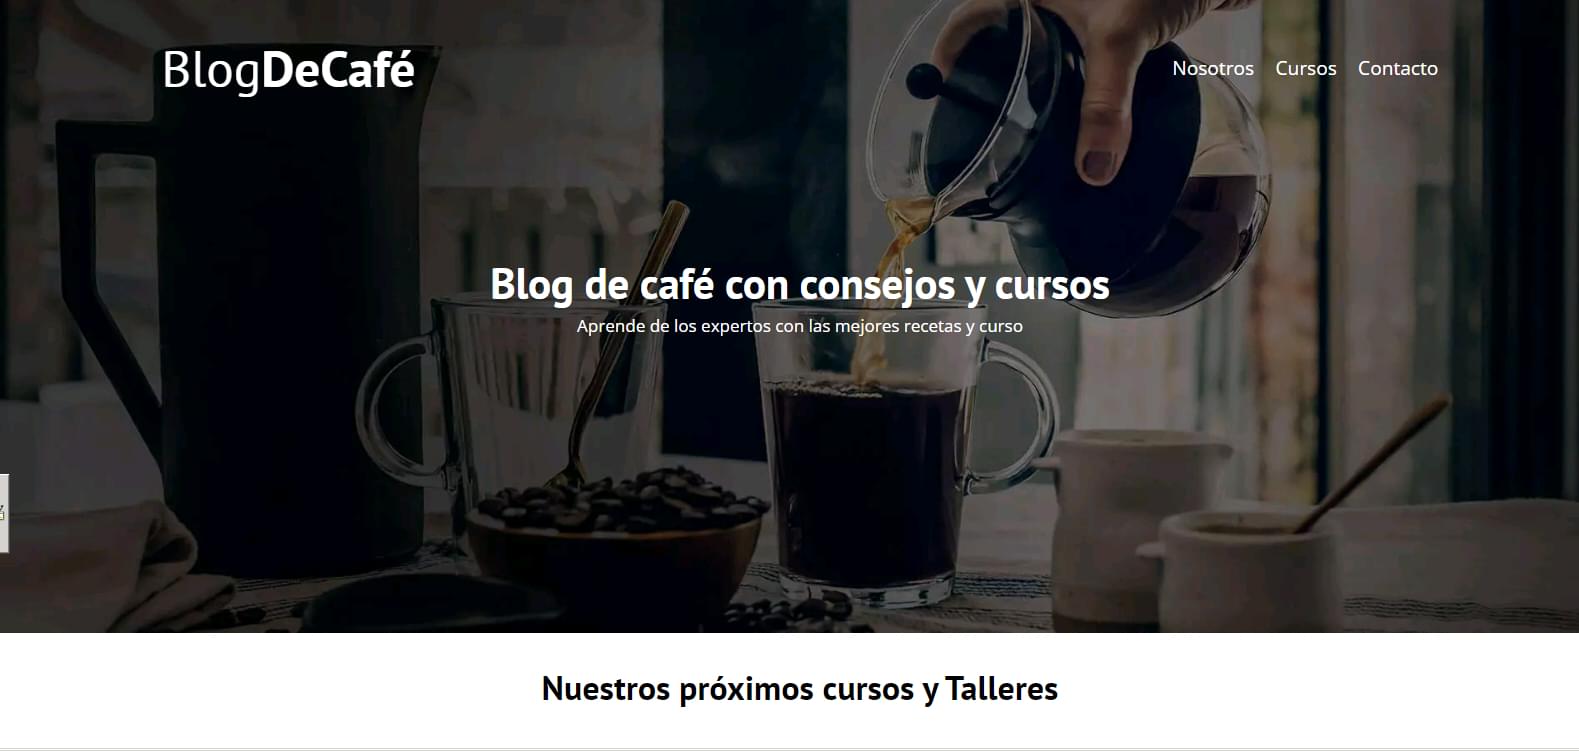 BlogDeCafé
Nosotros Cursos Contacto
Blog de café con consejos y cursos
Aprende de los expertos con las mejores recetas y curso
Nuestros próximos cursos y Talleres